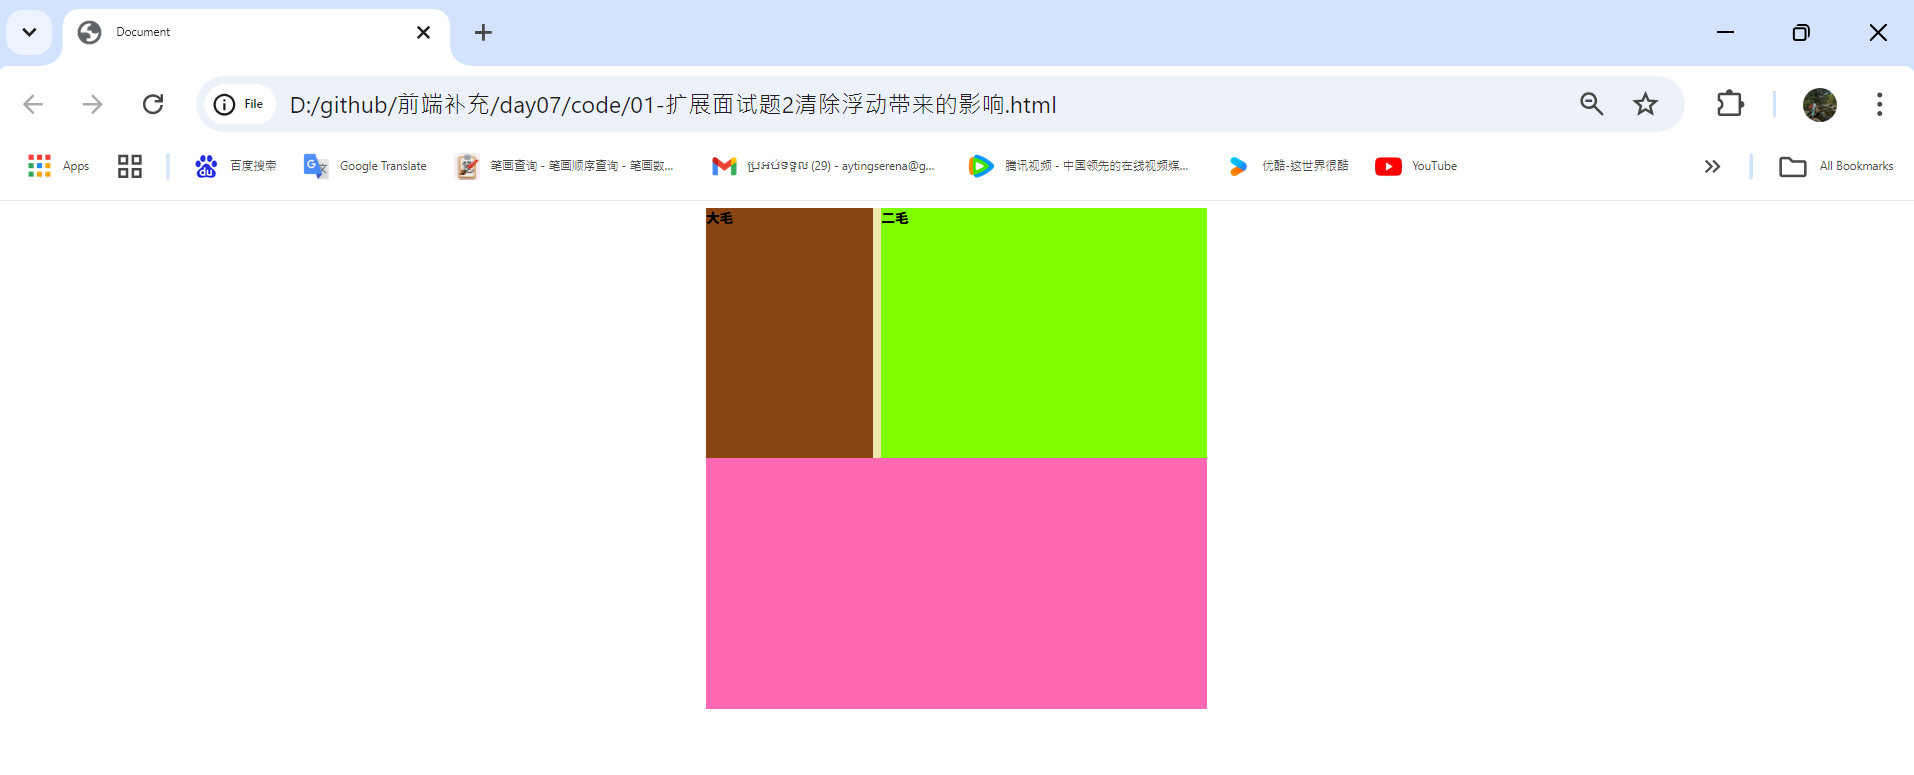 Document
File
D:/github/前端补充/day07/code/01-扩展面试题2清除浮动带来的影响.html
Apps
百度搜索
Google Translate
笔画查询 - 笔画顺序查询 - 笔画数...
ប្រអប់ទទួល (29) - aytingserena@g...
腾讯视频 - 中国领先的在线视频媒...
优酷-这世界很酷
YouTube
All Bookmarks
大毛
二毛